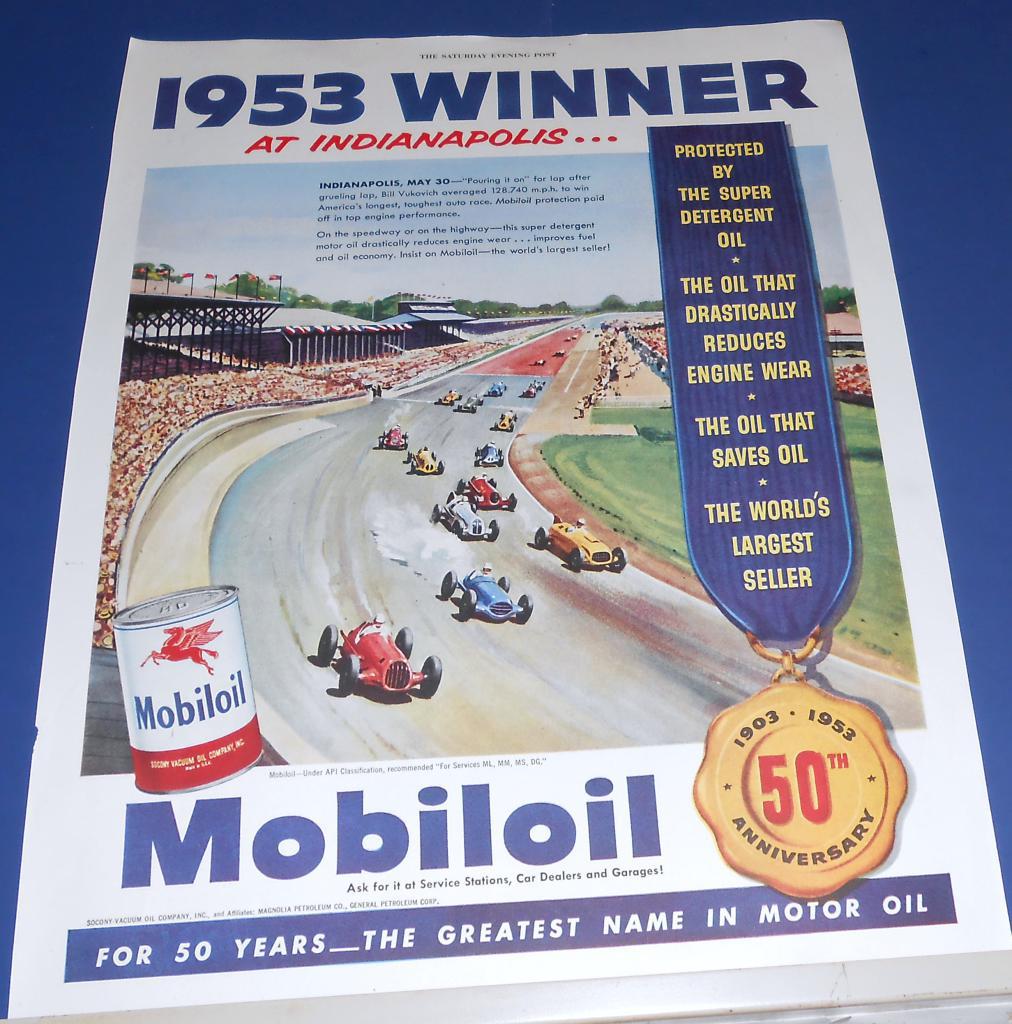 THE SATURDAY EVENING POST
1953 WINNER
AT INDIANAPOLIS...
INDIANAPOLIS, MAY 30—"Pouring it on" for lap after
grueling lap, Bill Vukovich averaged 128.740 m.p.h. to win
America's longest, toughest auto race. Mobiloil protection paid
off in top engine performance.
On the speedway or on the highway—this super detergent
motor oil drastically reduces engine wear . . . improves fuel
and oil economy. Insist on Mobiloil—the world's largest seller!
PROTECTED
BY
THE SUPER
DETERGENT
OIL
THE OIL THAT
DRASTICALLY
REDUCES
ENGINE WEAR
THE OIL THAT
SAVES OIL
THE WORLD'S
LARGEST
SELLER
1903 · 1953
50TH
ANNIVERSARY
Mobiloil
SOCONY VACUUM OIL COMPANY, INC.
MADE IN U.S.A.
Mobiloil—Under API Classification, recommended "For Services ML, MM, MS, DG."
Mobiloil
Ask for it at Service Stations, Car Dealers and Garages!
SOCONY-VACUUM OIL COMPANY, INC., and Affiliates: MAGNOLIA PETROLEUM CO., GENERAL PETROLEUM CORP.
FOR 50 YEARS—THE GREATEST NAME IN MOTOR OIL